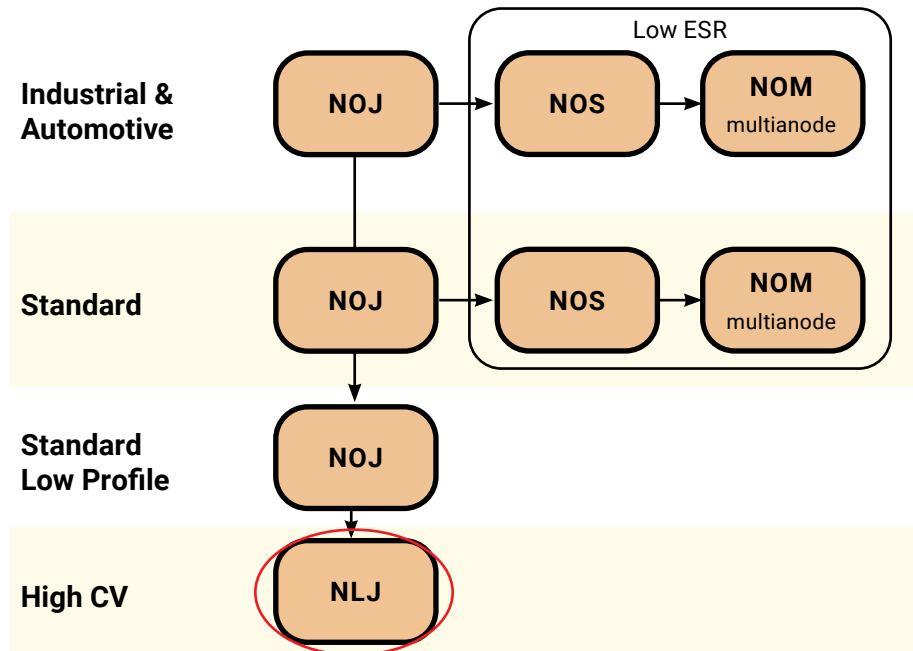 Low ESR
Industrial &
Automotive
NOJ
NOS
NOM
multianode
Standard
NOJ
NOS
NOM
multianode
Standard
Low Profile
NOJ
High CV
NLJ